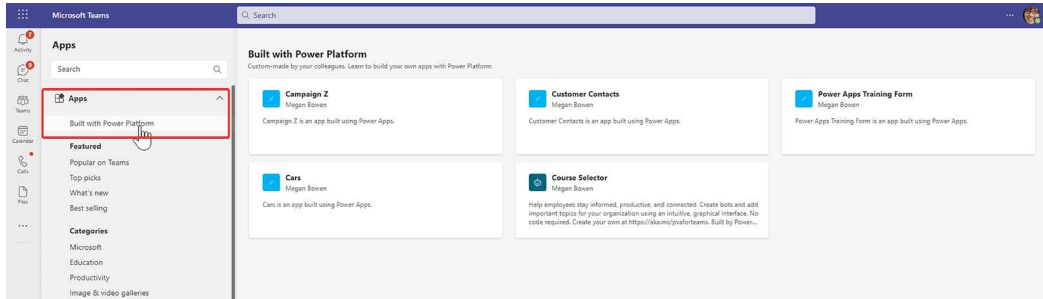 Microsoft Teams
Search
7
Activity
9
Chat
Teams
Calendar
Calls
Files
Apps
Search
Apps
Built with Power Platform
Featured
Popular on Teams
Top picks
What's new
Best selling
Categories
Microsoft
Education
Productivity
Image & video galleries
Built with Power Platform
Custom-made by your colleagues. Learn to build your own apps with Power Platform
Campaign Z
Megan Bowen
Campaign Z is an app built using Power Apps.
Customer Contacts
Megan Bowen
Customer Contacts is an app built using Power Apps.
Power Apps Training Form
Megan Bowen
Power Apps Training Form is an app built using Power Apps.
Cars
Megan Bowen
Cars is an app built using Power Apps.
Course Selector
Megan Bowen
Help employees stay informed, productive, and connected. Create bots and add
important topics for your organization using an intuitive, graphical interface. No
code required. Create your own at https://aka.ms/pvaforteams. Built by Power...